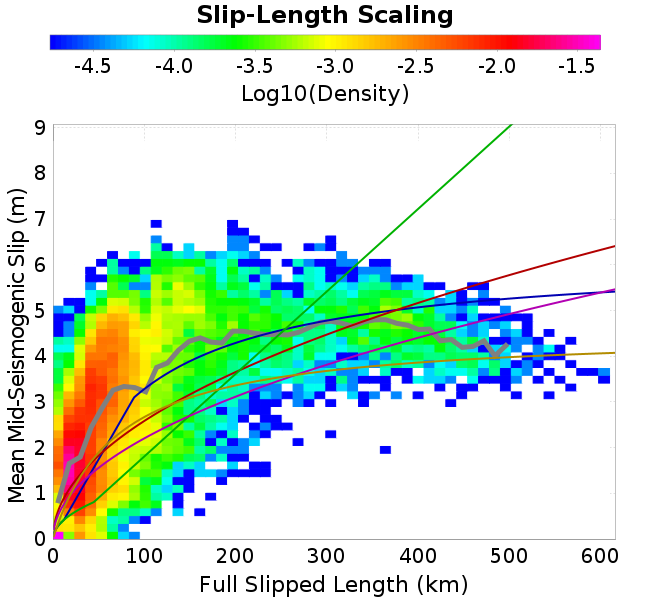 Slip-Length Scaling
-4.5 -4.0 -3.5 -3.0 -2.5 -2.0 -1.5
Log10(Density)
Mean Mid-Seismogenic Slip (m)
9
8
7
6
5
4
3
2
1
0
0 100 200 300 400 500 600
Full Slipped Length (km)